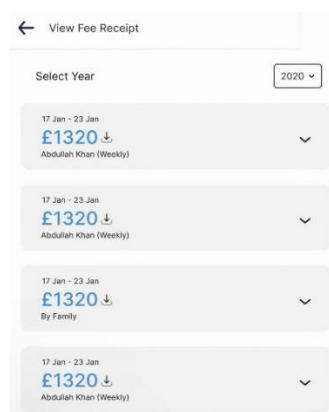 View Fee Receipt
Select Year
2020
17 Jan - 23 Jan
£1320
Abdullah Khan (Weekly)
17 Jan - 23 Jan
£1320
Abdullah Khan (Weekly)
17 Jan - 23 Jan
£1320
By Family
17 Jan - 23 Jan
£1320
Abdullah Khan (Weekly)